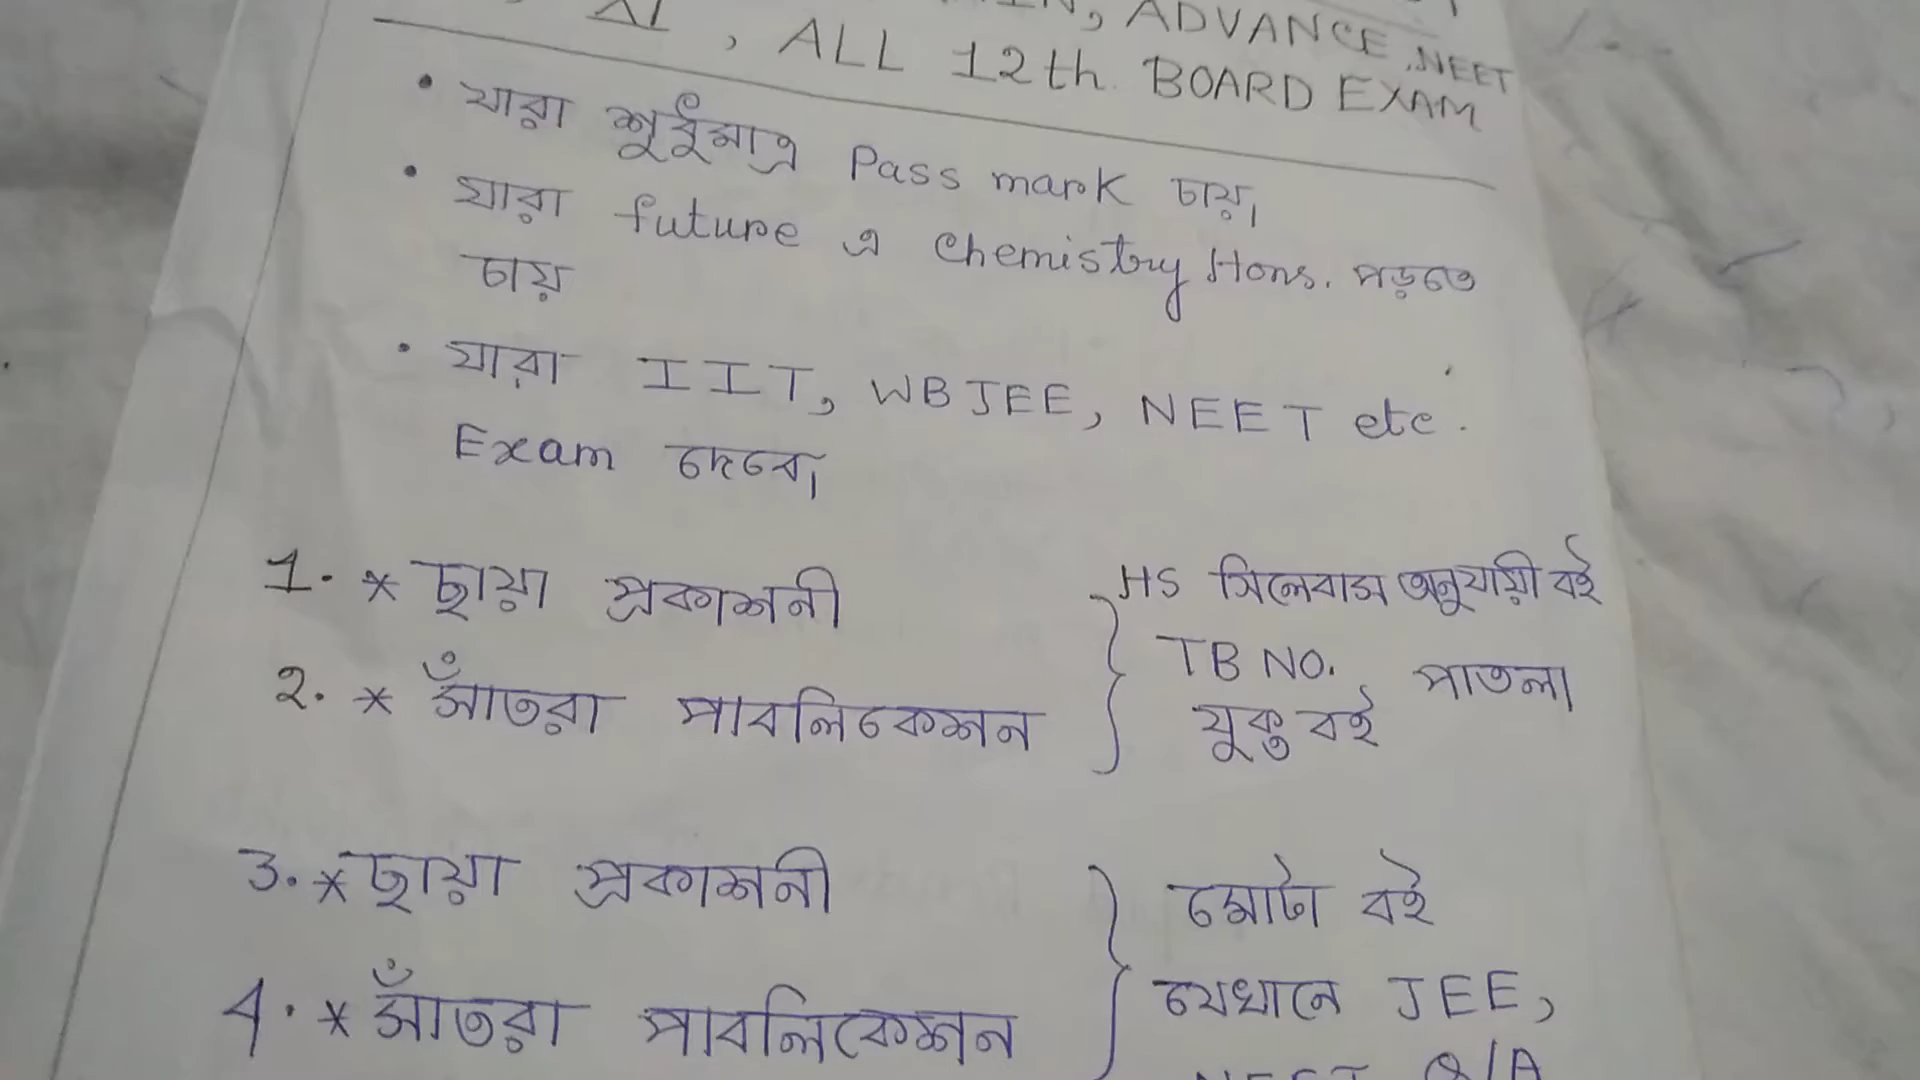 ADVANCE, NEET
, ALL 12th. BOARD EXAM
• যারা শুধুমাত্র Pass mark চায়,
• যারা future এ Chemistry Hons. পড়তে
চায়
• যারা IIT, WBJEE, NEET etc.
Exam দেবে,
1. * ছায়া প্রকাশনী
HS সিলেবাস অনুযায়ী বই
TB NO. পাতলা
2. * সাঁতরা পাবলিকেশন
যুক্ত বই
3. * ছায়া প্রকাশনী
মোটা বই
যেখানে JEE,
4. * সাঁতরা পাবলিকেশন
NEET Q/A